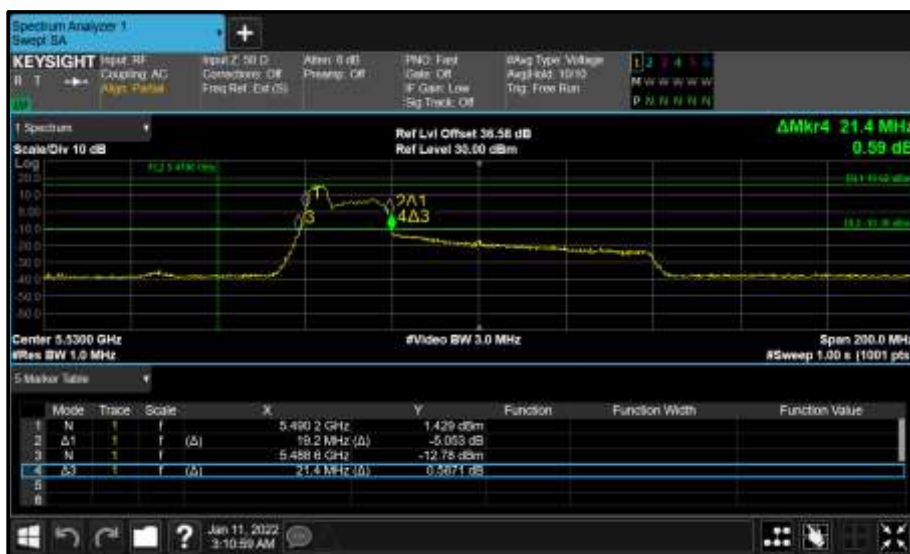 Spectrum Analyzer 1
Swept SA
KEYSIGHT
R T
Input: RF
Coupling: AC
Align: Partial
Input Z: 50 Ω
Corrections: Off
Freq Ref: Ext (S)
Atten: 6 dB
Preamp: Off
PNO: Fast
Gate: Off
IF Gain: Low
Sig Track: Off
#Avg Type: Voltage
Avg|Hold: 10/10
Trig: Free Run
1 2 3 4 5 6
M W W W W W
P N N N N N
1 Spectrum
Scale/Div 10 dB
Ref Lvl Offset 36.58 dB
Ref Level 30.00 dBm
ΔMkr4 21.4 MHz
0.59 dB
Log
20.0
10.0
0.00
-10.0
-20.0
-30.0
-40.0
-50.0
-60.0
1
2Δ1
3
4Δ3
Center 5.5300 GHz
#Res BW 1.0 MHz
#Video BW 3.0 MHz
Span 200.0 MHz
#Sweep 1.00 s (1001 pts)
5 Marker Table
Mode Trace Scale X Y Function Function Width Function Value
1 N 1 f 5.490 2 GHz 1.429 dBm
2 Δ1 1 f (Δ) 19.2 MHz (Δ) -5.053 dB
3 N 1 f 5.488 6 GHz -12.78 dBm
4 Δ3 1 f (Δ) 21.4 MHz (Δ) 0.5871 dB
5
6
?
Jan 11, 2022
3:10:59 AM